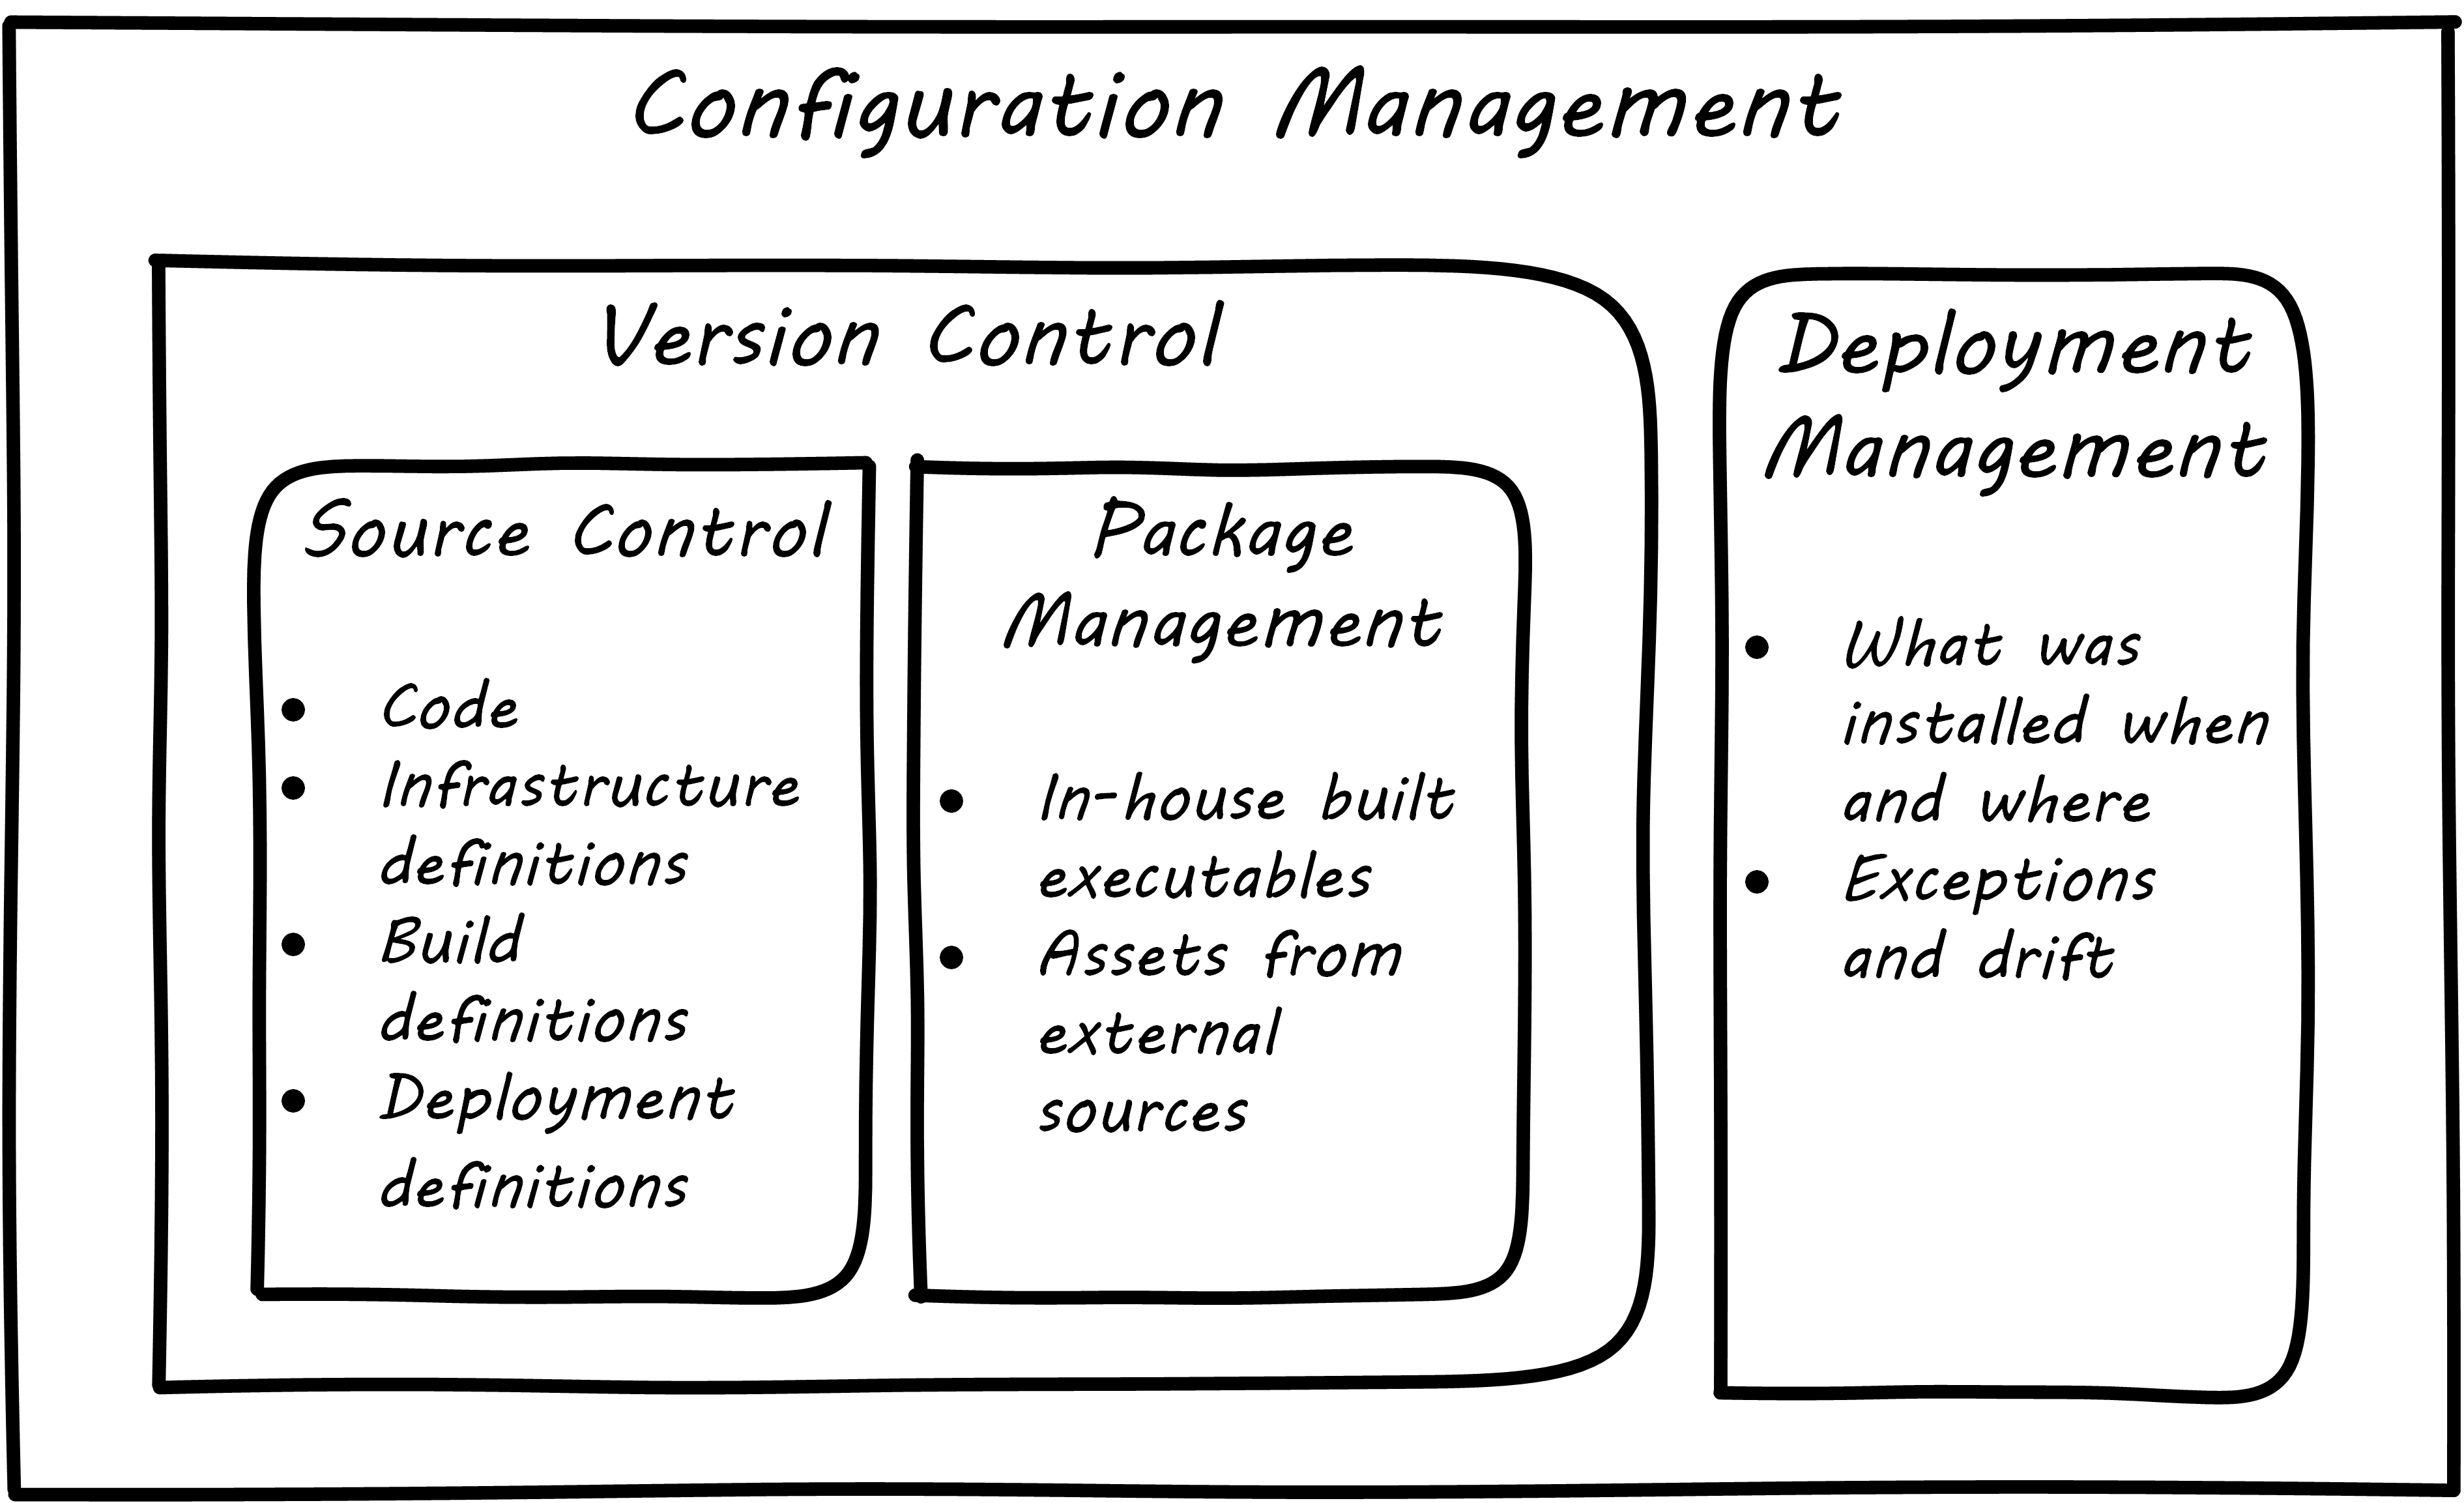 Configuration Management
Version Control
Source Control
• Code
• Infrastructure
definitions
• Build
definitions
• Deployment
definitions
Package
Management
• In-house built
executables
• Assets from
external
sources
Deployment
Management
• What was
installed when
and where
• Exceptions
and drift